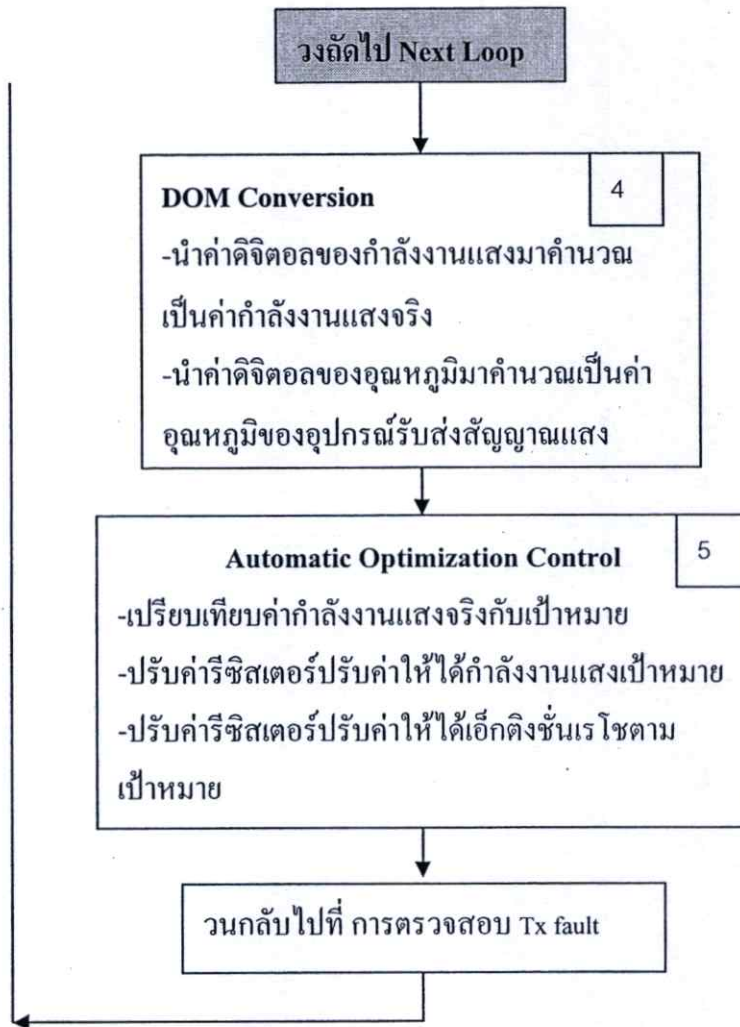 วงถัดไป Next Loop
4
DOM Conversion
-นำค่าดิจิตอลของกำลังงานแสงมาคำนวณ
เป็นค่ากำลังงานแสงจริง
-นำค่าดิจิตอลของอุณหภูมิมาคำนวณเป็นค่า
อุณหภูมิของอุปกรณ์รับส่งสัญญาณแสง
5
Automatic Optimization Control
-เปรียบเทียบค่ากำลังงานแสงจริงกับเป้าหมาย
-ปรับค่ารีซิสเตอร์ปรับค่าให้ได้กำลังงานแสงเป้าหมาย
-ปรับค่ารีซิสเตอร์ปรับค่าให้ได้เอ็กติงชั่นเรโชตาม
เป้าหมาย
วนกลับไปที่ การตรวจสอบ Tx fault